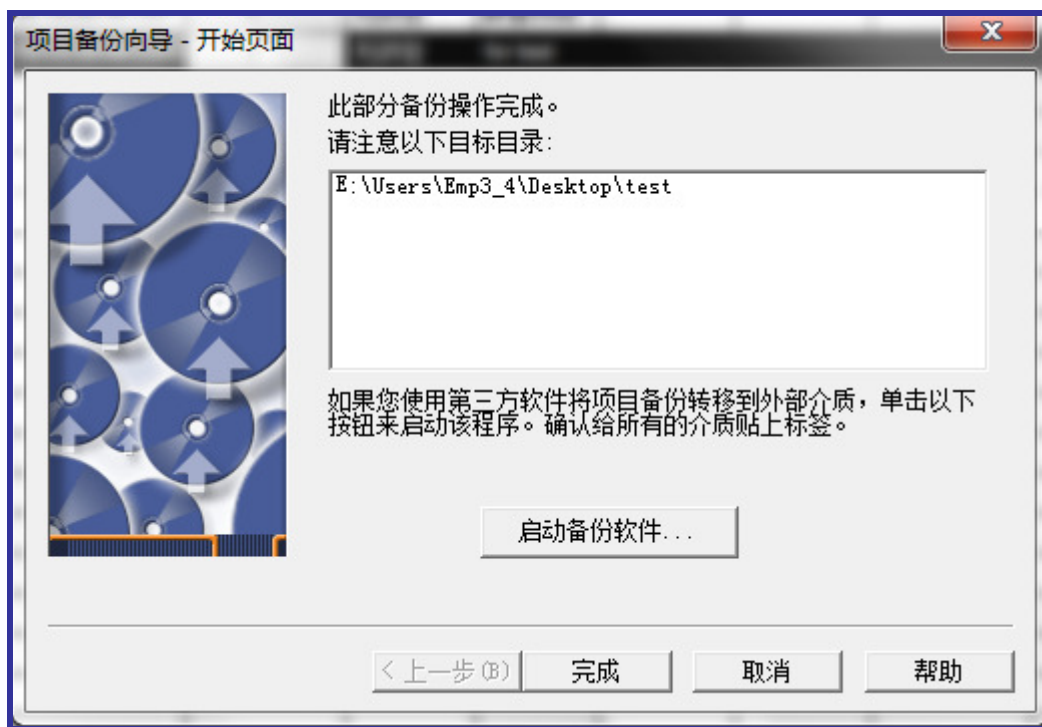 项目备份向导 - 开始页面
此部分备份操作完成。
请注意以下目标目录:
E:\Users\Emp3_4\Desktop\test
如果您使用第三方软件将项目备份转移到外部介质，单击以下
按钮来启动该程序。确认给所有的介质贴上标签。
启动备份软件...
< 上一步(B)
完成
取消
帮助